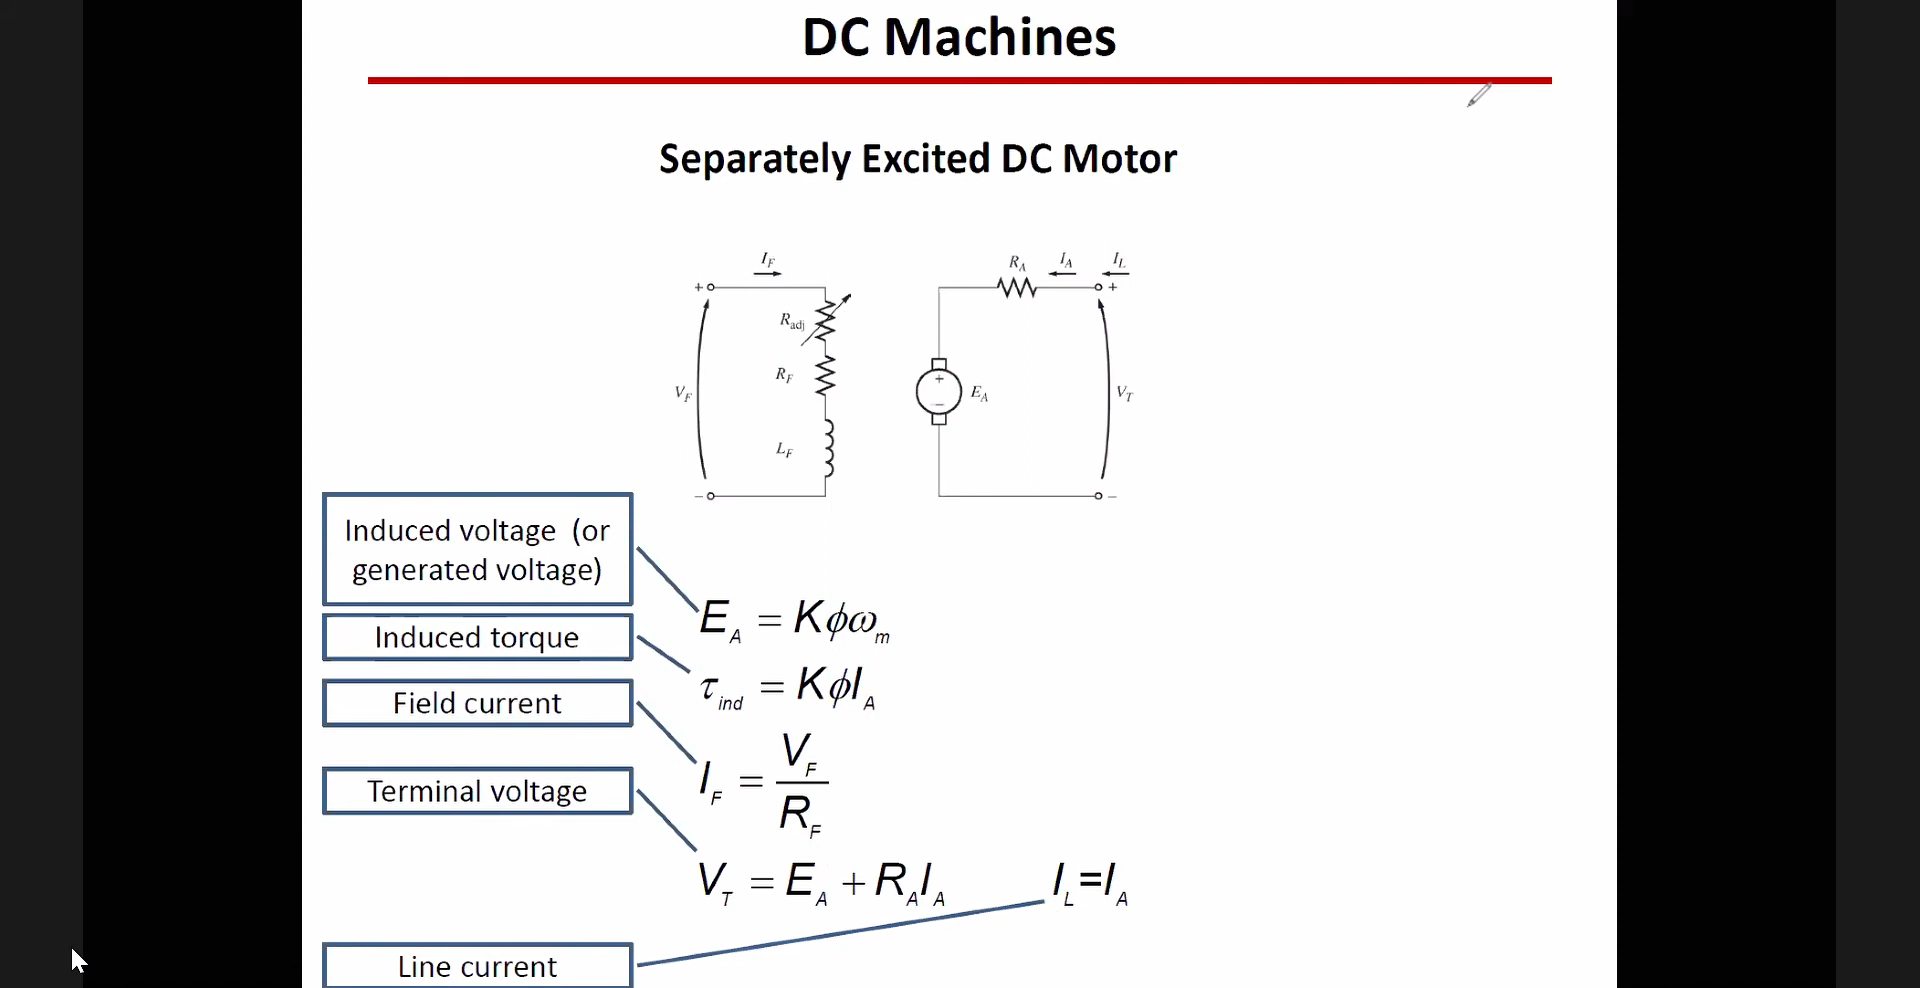 DC Machines
Separately Excited DC Motor
I_F
R_A
I_A
I_L
+
+
R_adj
R_F
V_F
+
−
E_A
V_T
L_F
−
−
Induced voltage (or
generated voltage)
E_A = Kϕω_m
Induced torque
τ_ind = KϕI_A
Field current
I_F = V_F / R_F
Terminal voltage
V_T = E_A + R_A I_A
I_L=I_A
Line current